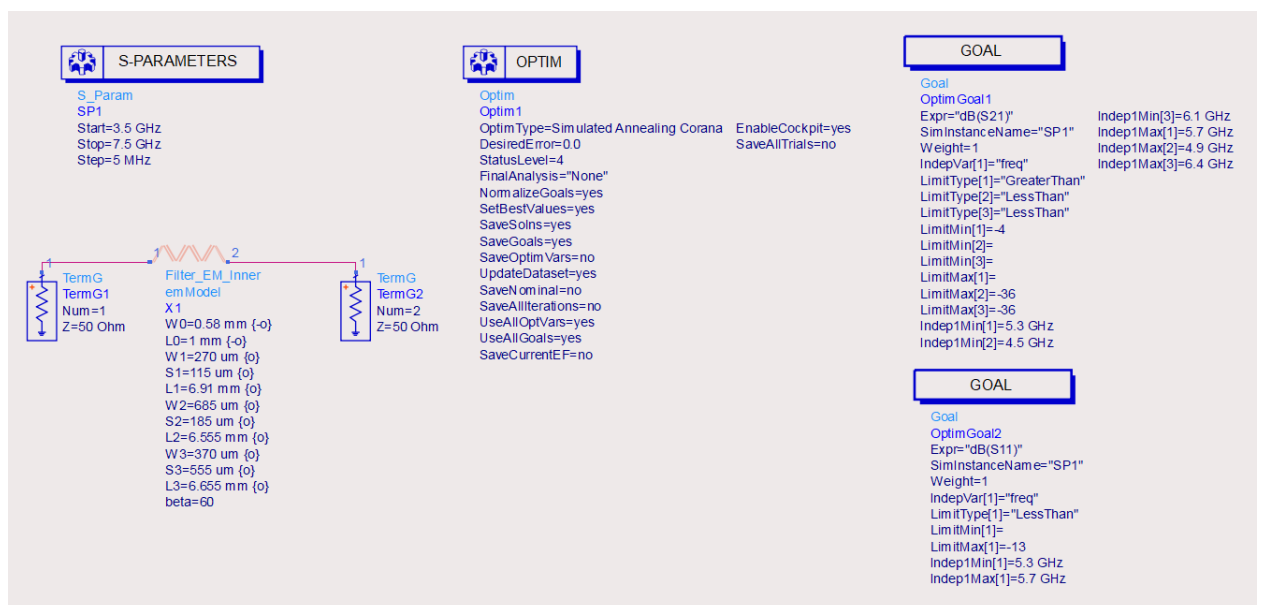 S-PARAMETERS
S_Param
SP1
Start=3.5 GHz
Stop=7.5 GHz
Step=5 MHz
1
TermG
TermG1
Num=1
Z=50 Ohm
1
2
Filter_EM_Inner
emModel
X1
W0=0.58 mm {-o}
L0=1 mm {-o}
W1=270 um {o}
S1=115 um {o}
L1=6.91 mm {o}
W2=685 um {o}
S2=185 um {o}
L2=6.555 mm {o}
W3=370 um {o}
S3=555 um {o}
L3=6.655 mm {o}
beta=60
1
TermG
TermG2
Num=2
Z=50 Ohm
OPTIM
Optim
Optim1
OptimType=Simulated Annealing Corana
DesiredError=0.0
StatusLevel=4
FinalAnalysis="None"
NormalizeGoals=yes
SetBestValues=yes
SaveSolns=yes
SaveGoals=yes
SaveOptimVars=no
UpdateDataset=yes
SaveNominal=no
SaveAllIterations=no
UseAllOptVars=yes
UseAllGoals=yes
SaveCurrentEF=no
EnableCockpit=yes
SaveAllTrials=no
GOAL
Goal
OptimGoal1
Expr="dB(S21)"
SimInstanceName="SP1"
Weight=1
IndepVar[1]="freq"
LimitType[1]="GreaterThan"
LimitType[2]="LessThan"
LimitType[3]="LessThan"
LimitMin[1]=-4
LimitMin[2]=
LimitMin[3]=
LimitMax[1]=
LimitMax[2]=-36
LimitMax[3]=-36
Indep1Min[1]=5.3 GHz
Indep1Min[2]=4.5 GHz
Indep1Min[3]=6.1 GHz
Indep1Max[1]=5.7 GHz
Indep1Max[2]=4.9 GHz
Indep1Max[3]=6.4 GHz
GOAL
Goal
OptimGoal2
Expr="dB(S11)"
SimInstanceName="SP1"
Weight=1
IndepVar[1]="freq"
LimitType[1]="LessThan"
LimitMin[1]=
LimitMax[1]=-13
Indep1Min[1]=5.3 GHz
Indep1Max[1]=5.7 GHz